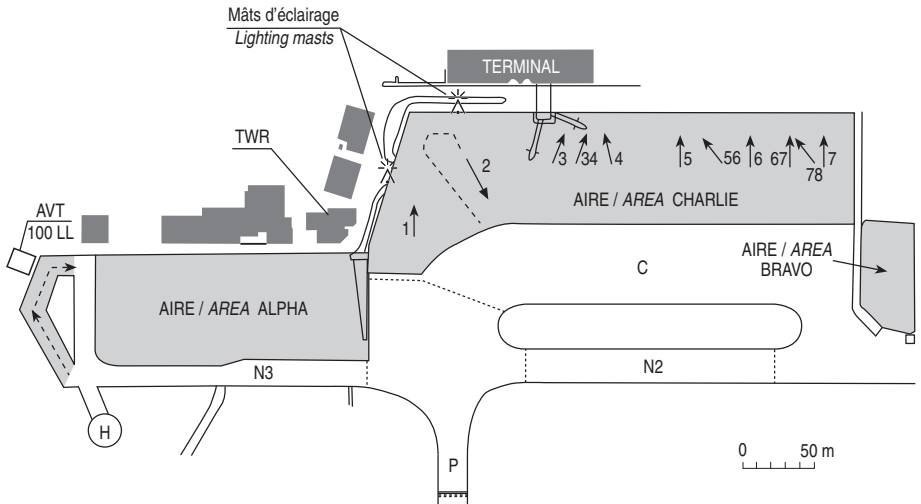 Mâts d'éclairage
Lighting masts
TERMINAL
TWR
3 34 4 5 56 6 67 78 7
2
AIRE / AREA CHARLIE
1
AVT
100 LL
AIRE / AREA
BRAVO
C
AIRE / AREA ALPHA
N3
N2
H
P
0 50 m